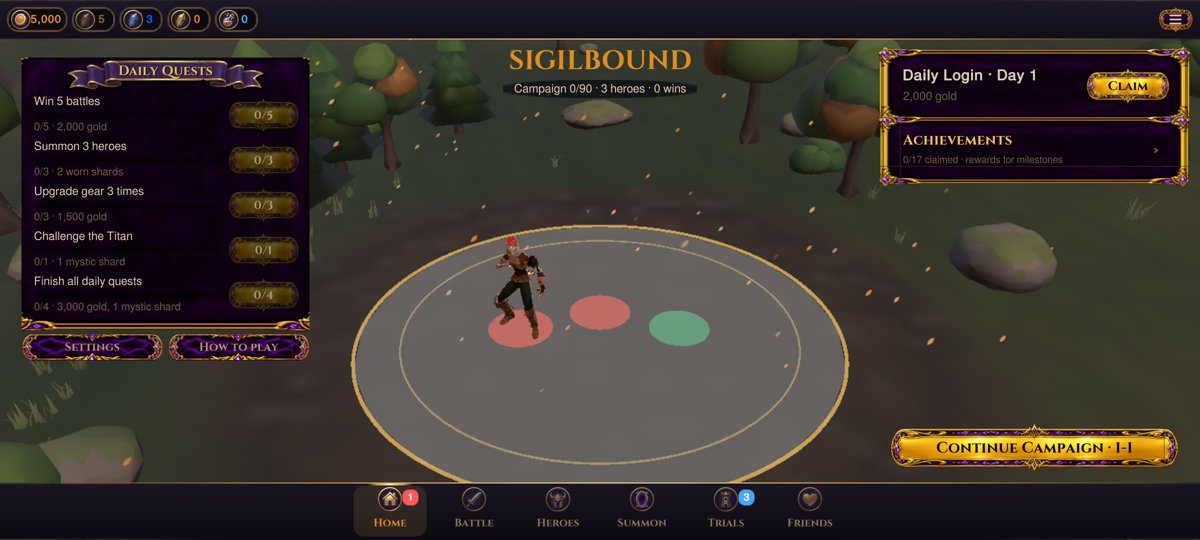 5,000
5
3
0
0
SIGILBOUND
Campaign 0/90 · 3 heroes · 0 wins
DAILY QUESTS
Win 5 battles
0/5 · 2,000 gold
0/5
Summon 3 heroes
0/3 · 2 worn shards
0/3
Upgrade gear 3 times
0/3 · 1,500 gold
0/3
Challenge the Titan
0/1 · 1 mystic shard
0/1
Finish all daily quests
0/4 · 3,000 gold, 1 mystic shard
0/4
SETTINGS
HOW TO PLAY
Daily Login · Day 1
2,000 gold
CLAIM
ACHIEVEMENTS
0/17 claimed · rewards for milestones
›
CONTINUE CAMPAIGN · 1-1
1
HOME
BATTLE
HEROES
SUMMON
3
TRIALS
FRIENDS